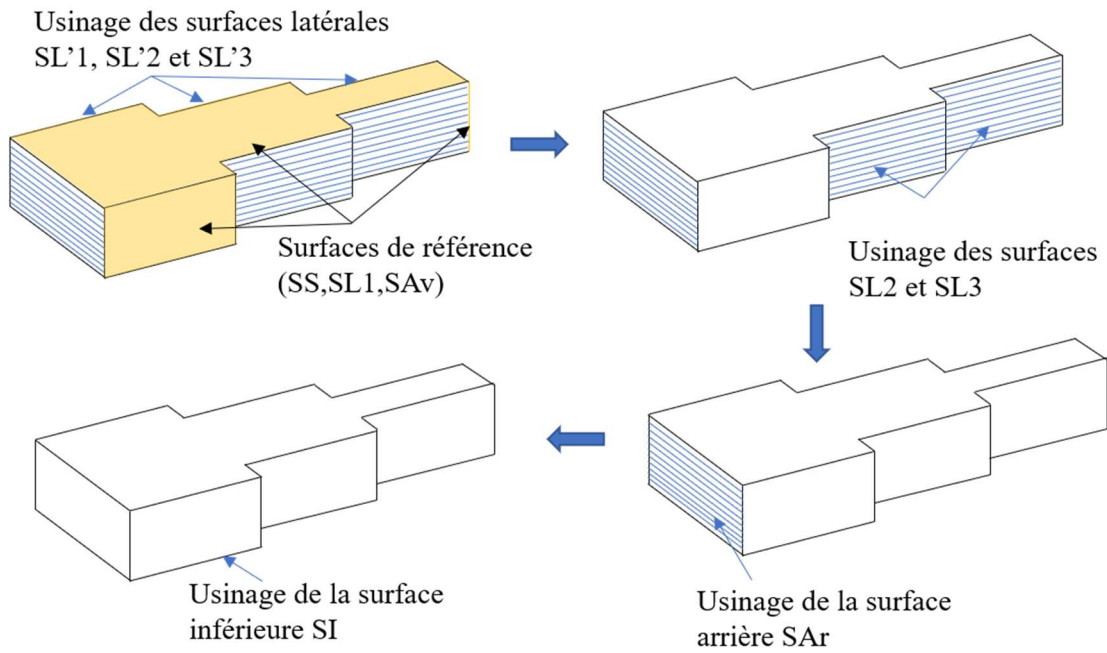 Usinage des surfaces latérales
SL’1, SL’2 et SL’3
Surfaces de référence
(SS,SL1,SAv)
Usinage des surfaces
SL2 et SL3
Usinage de la surface
inférieure SI
Usinage de la surface
arrière SAr